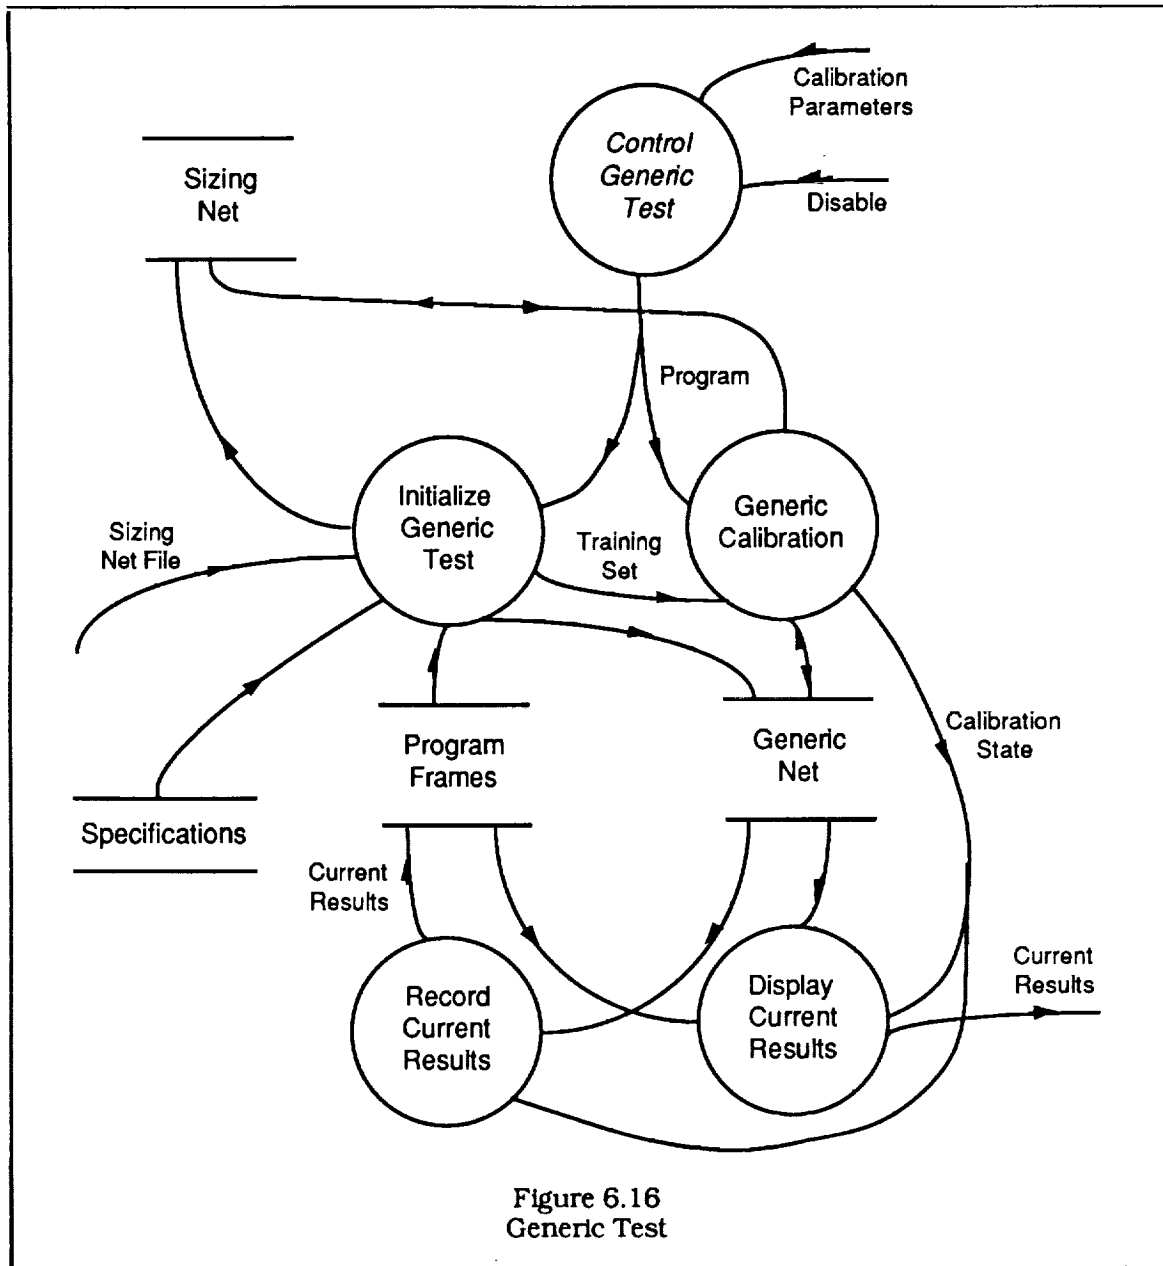 Calibration
Parameters
Control
Generic
Test
Disable
Sizing
Net
Program
Initialize
Generic
Test
Generic
Calibration
Sizing
Net File
Training
Set
Program
Frames
Generic
Net
Calibration
State
Specifications
Current
Results
Record
Current
Results
Display
Current
Results
Current
Results
Figure 6.16
Generic Test